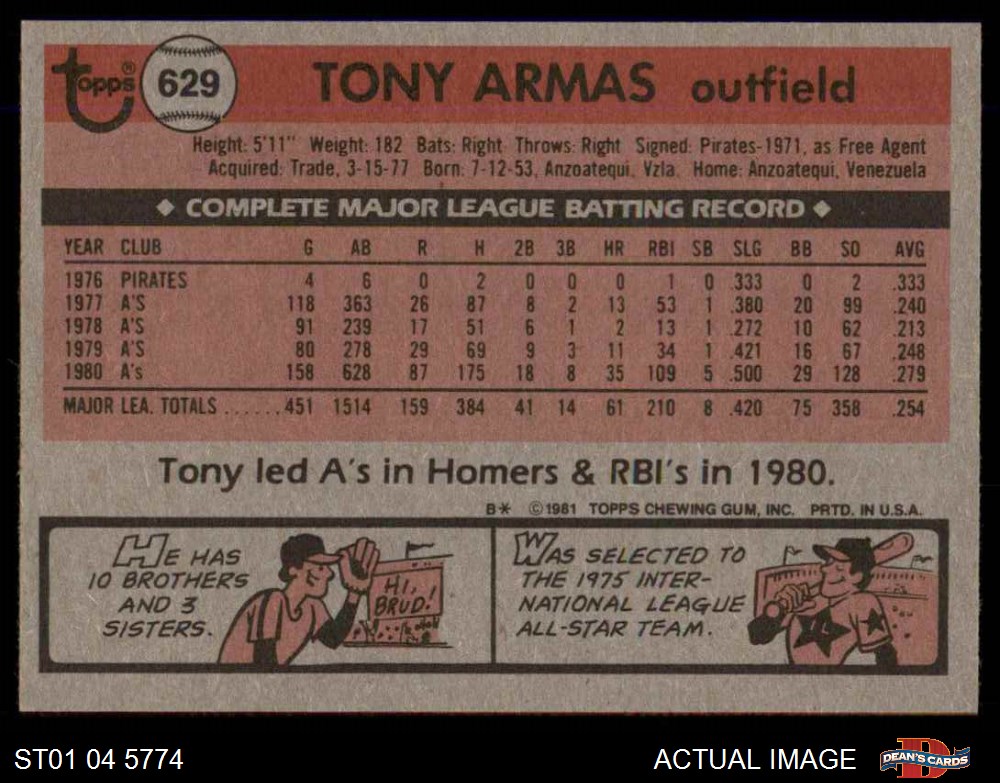 topps® 629 TONY ARMAS outfield
Height: 5'11" Weight: 182 Bats: Right Throws: Right Signed: Pirates-1971, as Free Agent
Acquired: Trade, 3-15-77 Born: 7-12-53, Anzoatequi, Vzla. Home: Anzoatequi, Venezuela
◆ COMPLETE MAJOR LEAGUE BATTING RECORD ◆
YEAR CLUB G AB R H 2B 3B HR RBI SB SLG BB SO AVG
1976 PIRATES 4 6 0 2 0 0 0 1 0 .333 0 2 .333
1977 A'S 118 363 26 87 8 2 13 53 1 .380 20 99 .240
1978 A'S 91 239 17 51 6 1 2 13 1 .272 10 62 .213
1979 A'S 80 278 29 69 9 3 11 34 1 .421 16 67 .248
1980 A's 158 628 87 175 18 8 35 109 5 .500 29 128 .279
MAJOR LEA. TOTALS ......451 1514 159 384 41 14 61 210 8 .420 75 358 .254
Tony led A's in Homers & RBI's in 1980.
B* ©1981 TOPPS CHEWING GUM, INC. PRTD. IN U.S.A.
HE HAS
10 BROTHERS
AND 3
SISTERS.
HI,
BRUD!
WAS SELECTED TO
THE 1975 INTER-
NATIONAL LEAGUE
ALL-STAR TEAM.
IL
ST01 04 5774 ACTUAL IMAGE DEAN'S CARDS